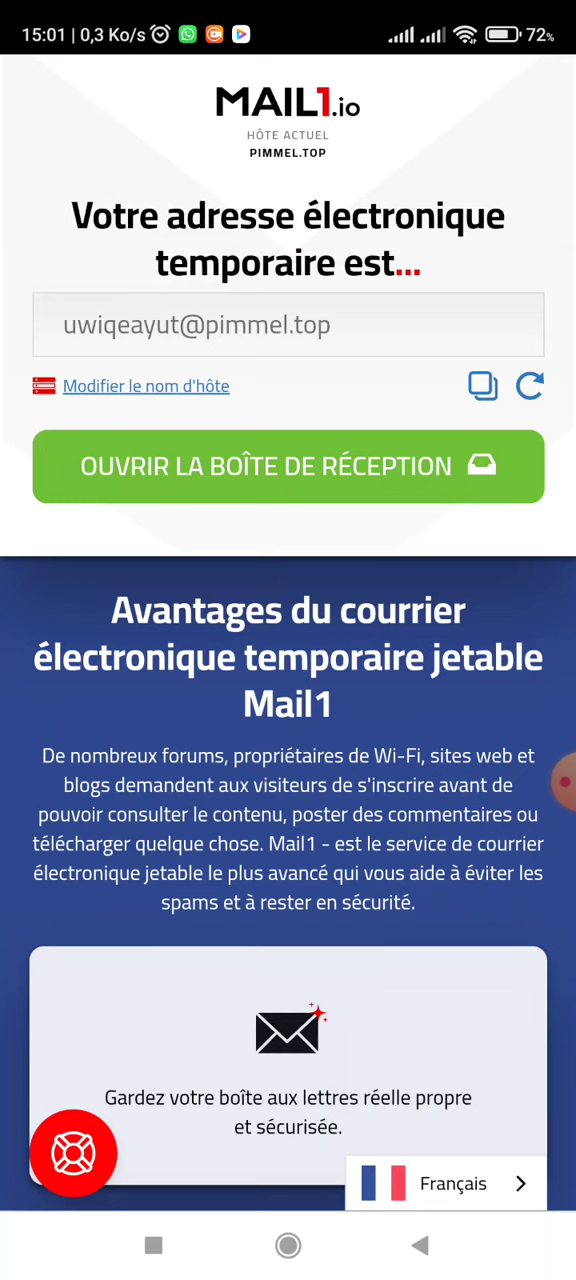 15:01 | 0,3 Ko/s 72%
MAIL1.io
HÔTE ACTUEL
PIMMEL.TOP
Votre adresse électronique
temporaire est...
uwiqeayut@pimmel.top
Modifier le nom d'hôte
OUVRIR LA BOÎTE DE RÉCEPTION
Avantages du courrier
électronique temporaire jetable
Mail1
De nombreux forums, propriétaires de Wi-Fi, sites web et
blogs demandent aux visiteurs de s'inscrire avant de
pouvoir consulter le contenu, poster des commentaires ou
télécharger quelque chose. Mail1 - est le service de courrier
électronique jetable le plus avancé qui vous aide à éviter les
spams et à rester en sécurité.
Gardez votre boîte aux lettres réelle propre
et sécurisée.
Français